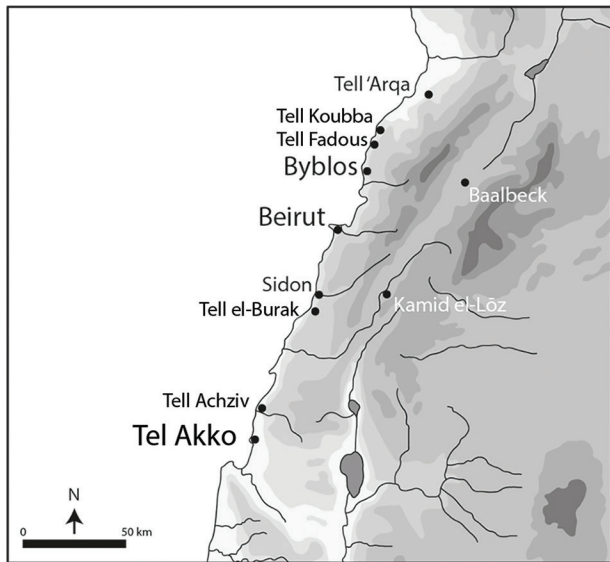 Tell ‘Arqa
Tell Koubba
Tell Fadous
Byblos
Baalbeck
Beirut
Sidon
Kamid el-Lōz
Tell el-Burak
Tell Achziv
Tel Akko
N
0 50 km